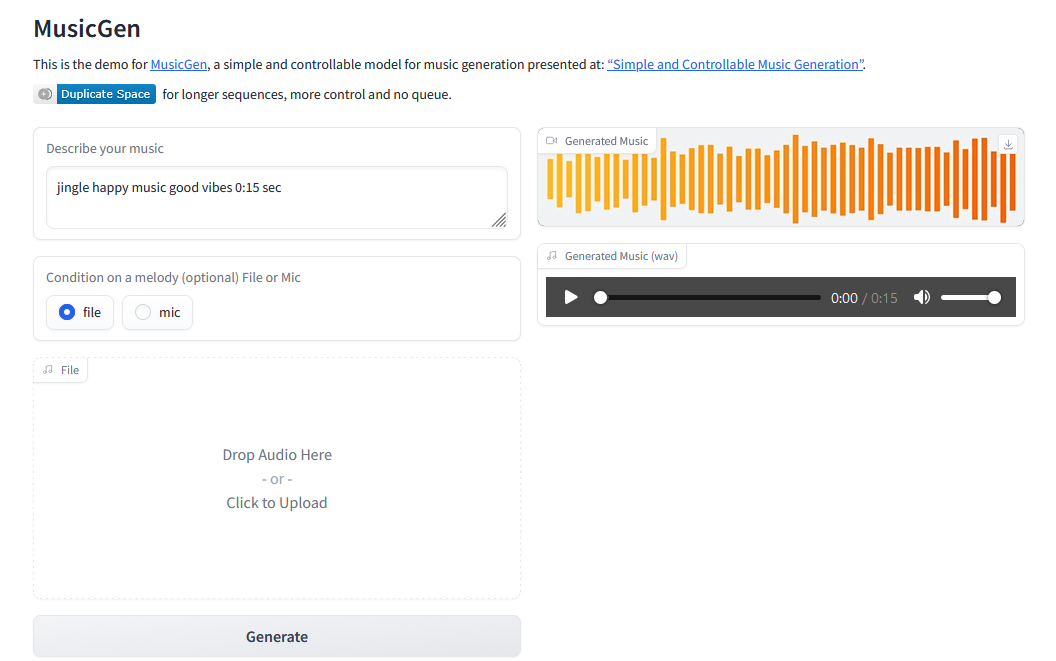 MusicGen
This is the demo for MusicGen, a simple and controllable model for music generation presented at: “Simple and Controllable Music Generation”.
Duplicate Space for longer sequences, more control and no queue.
Describe your music
jingle happy music good vibes 0:15 sec
Condition on a melody (optional) File or Mic
file
mic
File
Drop Audio Here
- or -
Click to Upload
Generate
Generated Music
Generated Music (wav)
0:00 / 0:15